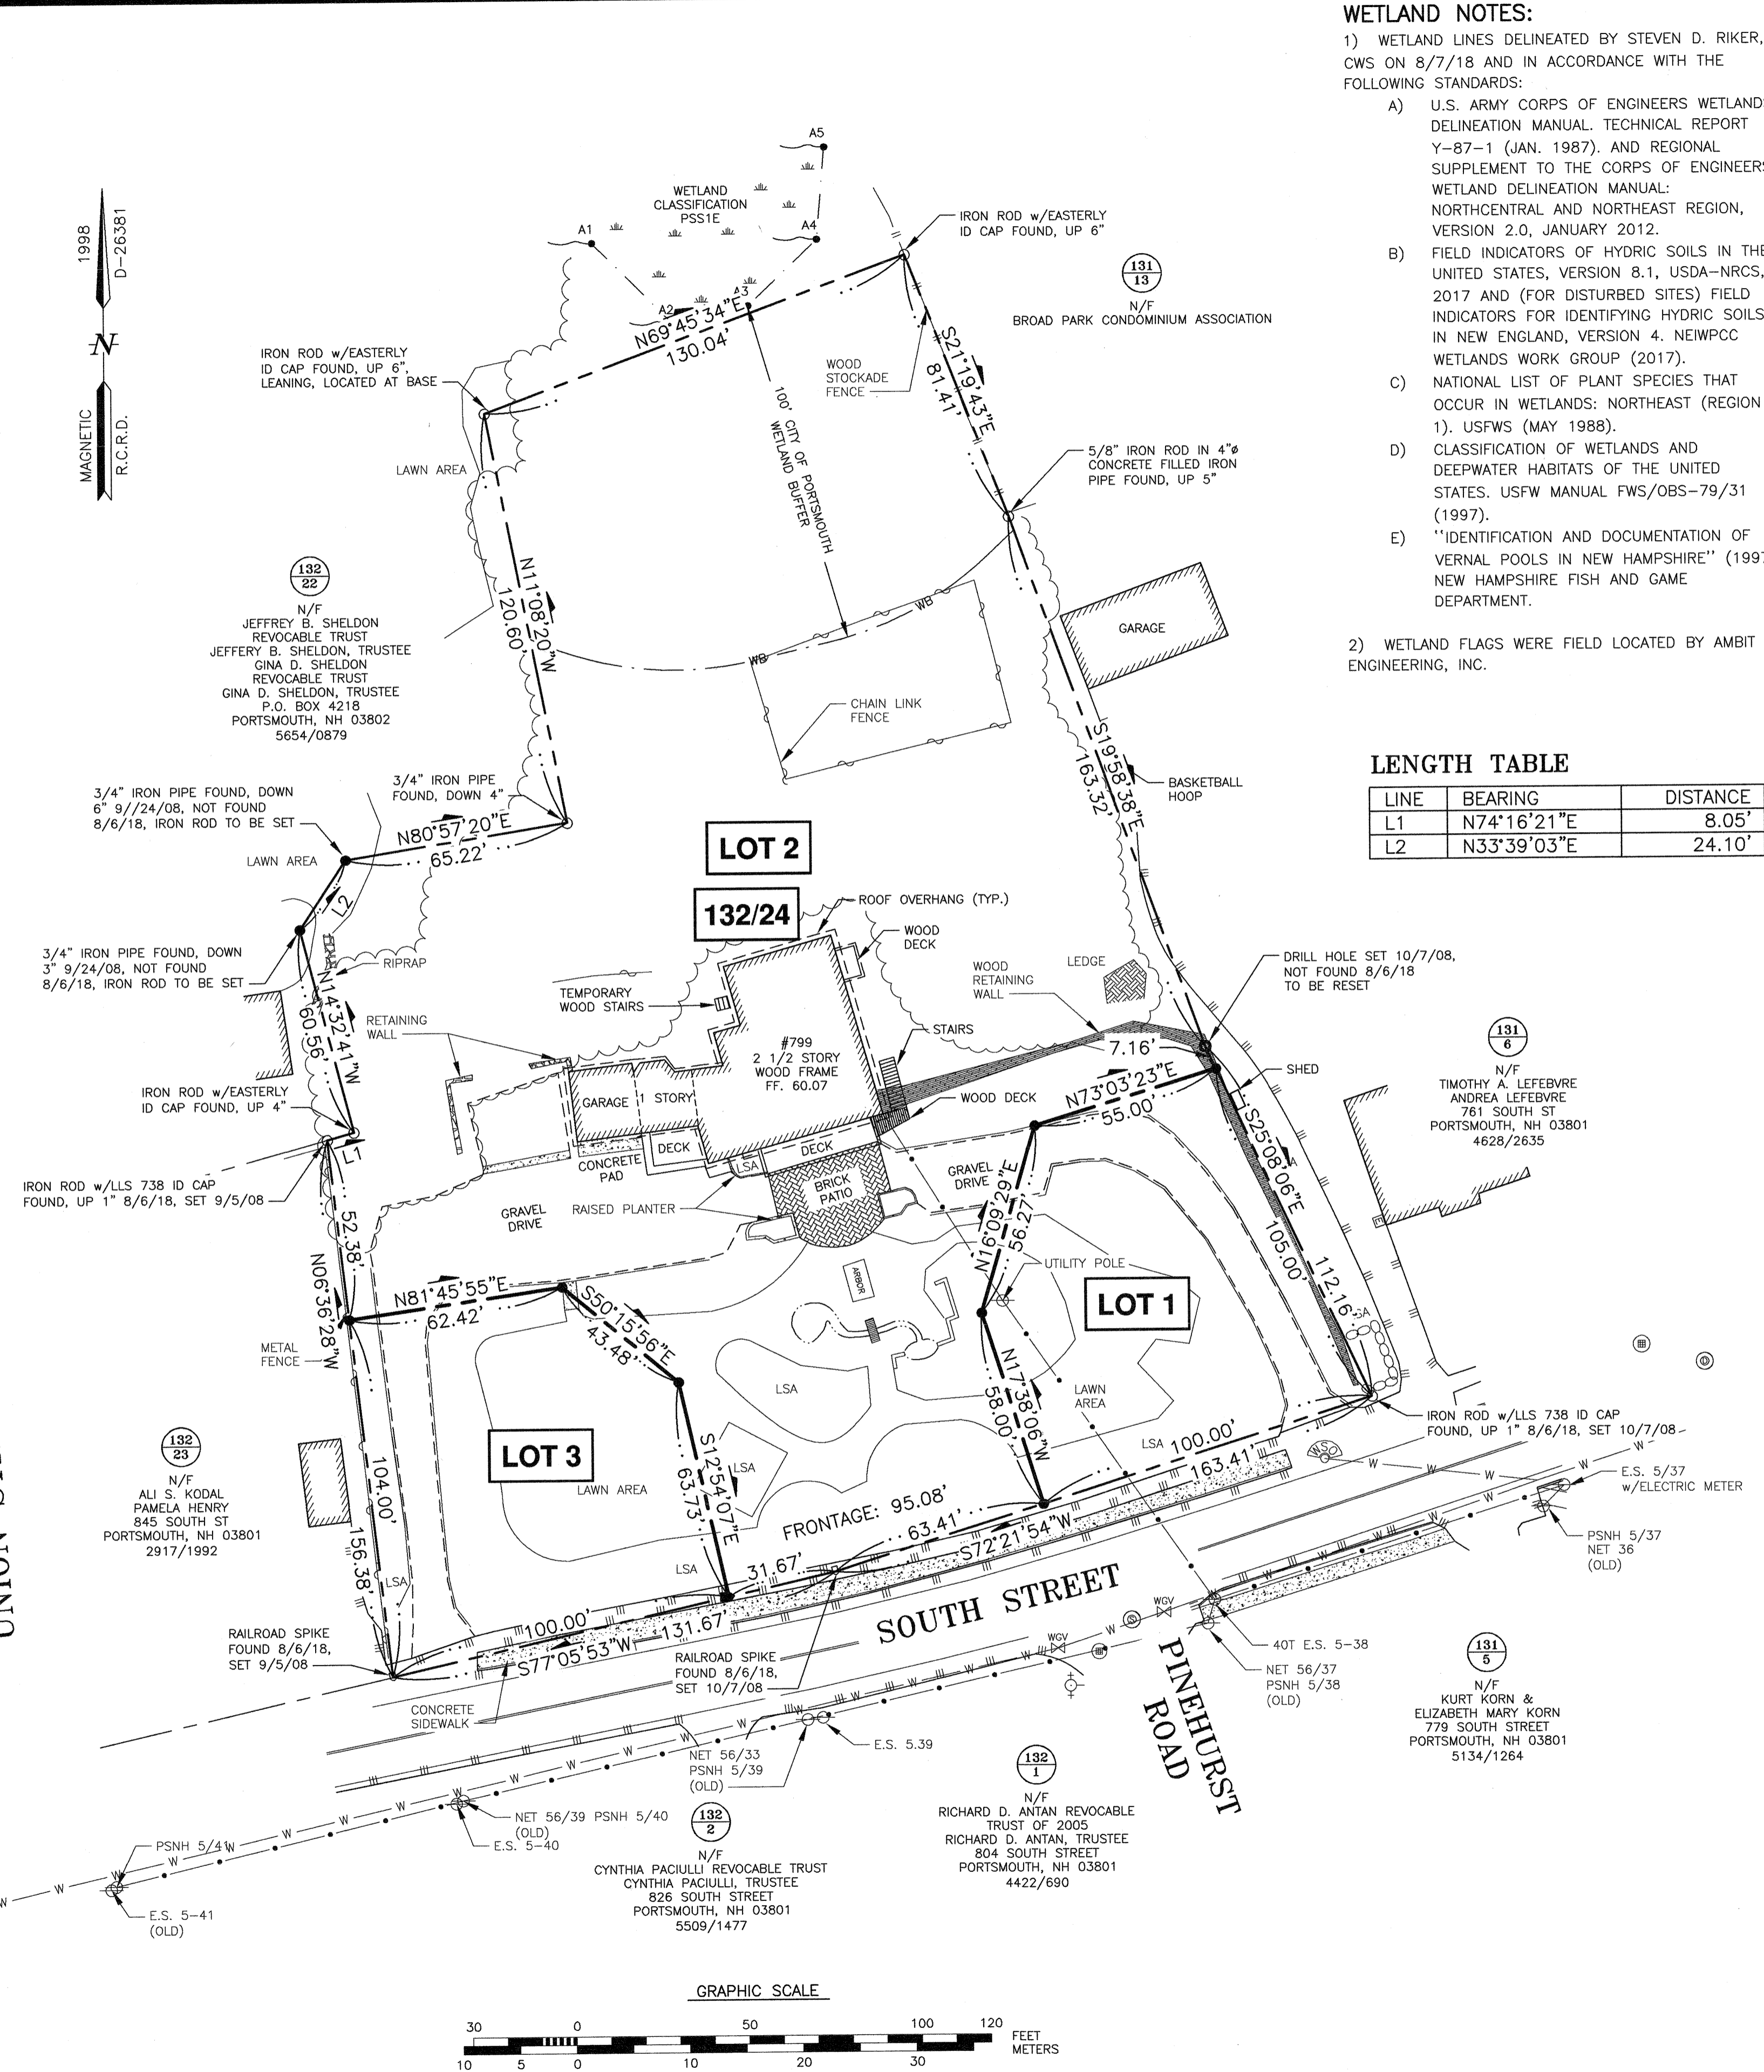 WETLAND NOTES:
1) WETLAND LINES DELINEATED BY STEVEN D. RIKER,
CWS ON 8/7/18 AND IN ACCORDANCE WITH THE
FOLLOWING STANDARDS:
A) U.S. ARMY CORPS OF ENGINEERS WETLAND
DELINEATION MANUAL. TECHNICAL REPORT
Y-87-1 (JAN. 1987). AND REGIONAL
SUPPLEMENT TO THE CORPS OF ENGINEERS
WETLAND DELINEATION MANUAL:
NORTHCENTRAL AND NORTHEAST REGION,
VERSION 2.0, JANUARY 2012.
B) FIELD INDICATORS OF HYDRIC SOILS IN THE
UNITED STATES, VERSION 8.1, USDA-NRCS,
2017 AND (FOR DISTURBED SITES) FIELD
INDICATORS FOR IDENTIFYING HYDRIC SOILS
IN NEW ENGLAND, VERSION 4. NEIWPCC
WETLANDS WORK GROUP (2017).
C) NATIONAL LIST OF PLANT SPECIES THAT
OCCUR IN WETLANDS: NORTHEAST (REGION
1). USFWS (MAY 1988).
D) CLASSIFICATION OF WETLANDS AND
DEEPWATER HABITATS OF THE UNITED
STATES. USFW MANUAL FWS/OBS-79/31
(1997).
E) ''IDENTIFICATION AND DOCUMENTATION OF
VERNAL POOLS IN NEW HAMPSHIRE'' (1997
NEW HAMPSHIRE FISH AND GAME
DEPARTMENT.
2) WETLAND FLAGS WERE FIELD LOCATED BY AMBIT
ENGINEERING, INC.
LENGTH TABLE
LINE BEARING DISTANCE
L1 N74°16'21"E 8.05'
L2 N33°39'03"E 24.10'
1998
D-26381
N
MAGNETIC
R.C.R.D.
A5
WETLAND
CLASSIFICATION
PSS1E
A1
A4
A2
A3
IRON ROD w/EASTERLY
ID CAP FOUND, UP 6"
131
13
N/F
BROAD PARK CONDOMINIUM ASSOCIATION
N69°45'34"E
130.04'
IRON ROD w/EASTERLY
ID CAP FOUND, UP 6",
LEANING, LOCATED AT BASE
WOOD
STOCKADE
FENCE
S21°19'43"E
81.41'
100' CITY OF PORTSMOUTH
WETLAND BUFFER
LAWN AREA
5/8" IRON ROD IN 4"ø
CONCRETE FILLED IRON
PIPE FOUND, UP 5"
N11°08'20"W
120.60'
132
22
N/F
JEFFREY B. SHELDON
REVOCABLE TRUST
JEFFERY B. SHELDON, TRUSTEE
GINA D. SHELDON
REVOCABLE TRUST
GINA D. SHELDON, TRUSTEE
P.O. BOX 4218
PORTSMOUTH, NH 03802
5654/0879
WB
WB
GARAGE
CHAIN LINK
FENCE
S19°58'38"E
163.32'
BASKETBALL
HOOP
3/4" IRON PIPE FOUND, DOWN
6" 9//24/08, NOT FOUND
8/6/18, IRON ROD TO BE SET
3/4" IRON PIPE
FOUND, DOWN 4"
N80°57'20"E
65.22'
LAWN AREA
L2
LOT 2
132/24
ROOF OVERHANG (TYP.)
WOOD
DECK
3/4" IRON PIPE FOUND, DOWN
3" 9/24/08, NOT FOUND
8/6/18, IRON ROD TO BE SET
RIPRAP
N14°32'41"W
60.56'
TEMPORARY
WOOD STAIRS
WOOD
RETAINING
WALL
LEDGE
DRILL HOLE SET 10/7/08,
NOT FOUND 8/6/18
TO BE RESET
RETAINING
WALL
STAIRS
#799
2 1/2 STORY
WOOD FRAME
FF. 60.07
7.16'
131
6
N/F
TIMOTHY A. LEFEBVRE
ANDREA LEFEBVRE
761 SOUTH ST
PORTSMOUTH, NH 03801
4628/2635
SHED
IRON ROD w/EASTERLY
ID CAP FOUND, UP 4"
GARAGE
1 STORY
WOOD DECK
N73°03'23"E
55.00'
L1
DECK
DECK
LSA
CONCRETE
PAD
BRICK
PATIO
GRAVEL
DRIVE
IRON ROD w/LLS 738 ID CAP
FOUND, UP 1" 8/6/18, SET 9/5/08
52.38'
GRAVEL
DRIVE
RAISED PLANTER
N16°09'29"E
56.27'
S25°08'06"E
105.00'
112.16'
UTILITY POLE
ARBOR
LOT 1
N06°36'28"W
N81°45'55"E
62.42'
S50°15'56"E
43.48'
METAL
FENCE
LSA
N17°38'06"W
58.00'
LAWN
AREA
IRON ROD w/LLS 738 ID CAP
FOUND, UP 1" 8/6/18, SET 10/7/08
132
23
N/F
ALI S. KODAL
PAMELA HENRY
845 SOUTH ST
PORTSMOUTH, NH 03801
2917/1992
LOT 3
LAWN AREA
S12°54'07"E
63.73'
LSA
LSA
100.00'
163.41'
WSO
E.S. 5/37
w/ELECTRIC METER
104.00'
156.38'
FRONTAGE: 95.08'
63.41'
S72°21'54"W
PSNH 5/37
NET 36
(OLD)
LSA
LSA
31.67'
SOUTH STREET
RAILROAD SPIKE
FOUND 8/6/18,
SET 9/5/08
100.00'
S77°05'53"W 131.67'
RAILROAD SPIKE
FOUND 8/6/18,
SET 10/7/08
WGV
WGV
40T E.S. 5-38
NET 56/37
PSNH 5/38
(OLD)
PINEHURST
ROAD
131
5
N/F
KURT KORN &
ELIZABETH MARY KORN
779 SOUTH STREET
PORTSMOUTH, NH 03801
5134/1264
CONCRETE
SIDEWALK
E.S. 5.39
NET 56/33
PSNH 5/39
(OLD)
132
1
N/F
RICHARD D. ANTAN REVOCABLE
TRUST OF 2005
RICHARD D. ANTAN, TRUSTEE
804 SOUTH STREET
PORTSMOUTH, NH 03801
4422/690
NET 56/39 PSNH 5/40
(OLD)
E.S. 5-40
132
2
N/F
CYNTHIA PACIULLI REVOCABLE TRUST
CYNTHIA PACIULLI, TRUSTEE
826 SOUTH STREET
PORTSMOUTH, NH 03801
5509/1477
PSNH 5/41
E.S. 5-41
(OLD)
GRAPHIC SCALE
30 0 50 100 120
FEET
METERS
10 5 0 10 20 30